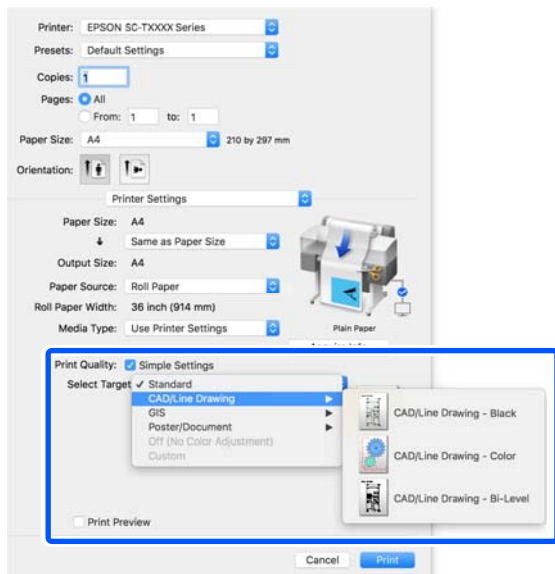 Printer: EPSON SC-TXXXX Series
Presets: Default Settings
Copies: 1
Pages: All
From: 1 to: 1
Paper Size: A4 210 by 297 mm
Orientation:
Printer Settings
Paper Size: A4
Same as Paper Size
Output Size: A4
Paper Source: Roll Paper
Roll Paper Width: 36 inch (914 mm)
Media Type: Use Printer Settings
Plain Paper
Print Quality: Simple Settings
Select Target ✓ Standard
CAD/Line Drawing
GIS
Poster/Document
Off (No Color Adjustment)
Custom
CAD/Line Drawing - Black
CAD/Line Drawing - Color
CAD/Line Drawing - Bi-Level
Print Preview
Cancel Print